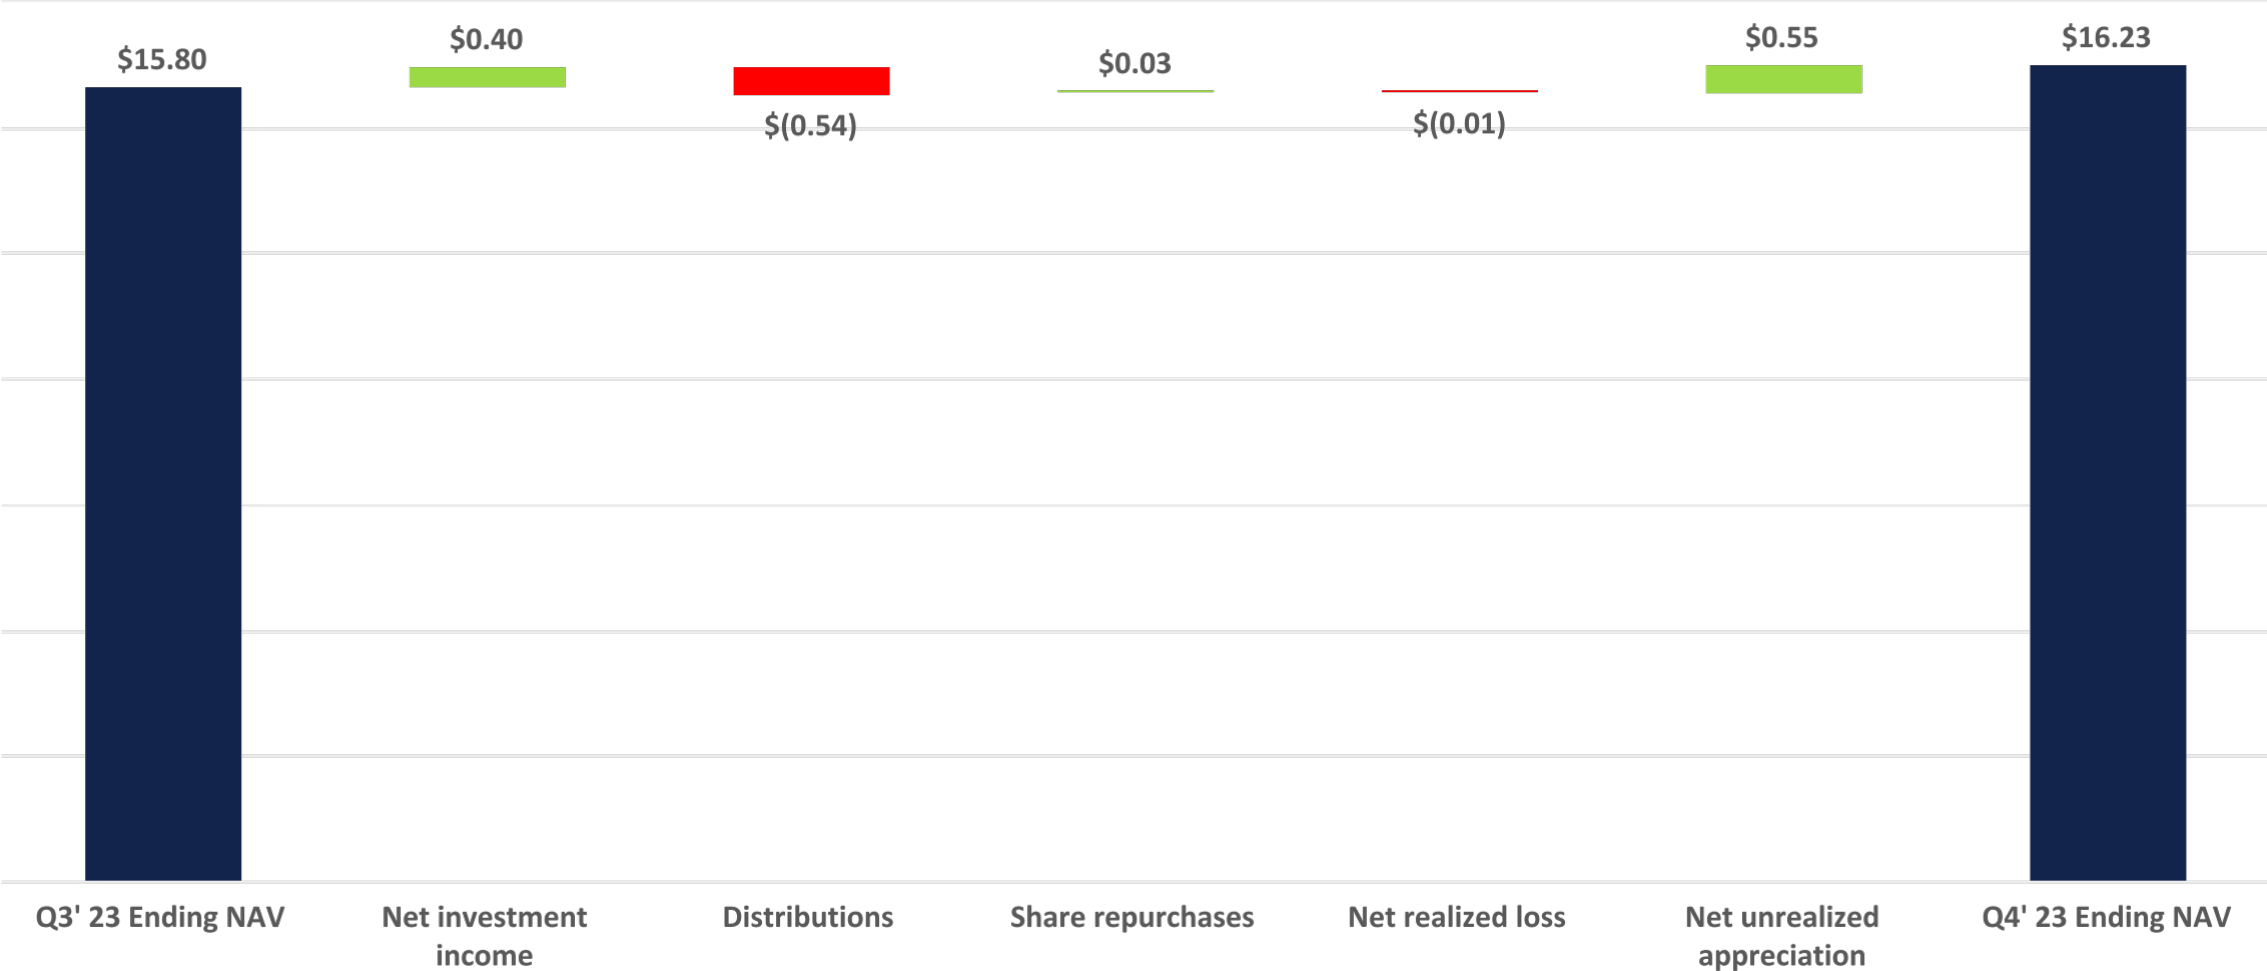 $15.80
$0.40
$(0.54)
$0.03
$(0.01)
$0.55
$16.23
Q3' 23 Ending NAV
Net investment
income
Distributions
Share repurchases
Net realized loss
Net unrealized
appreciation
Q4' 23 Ending NAV